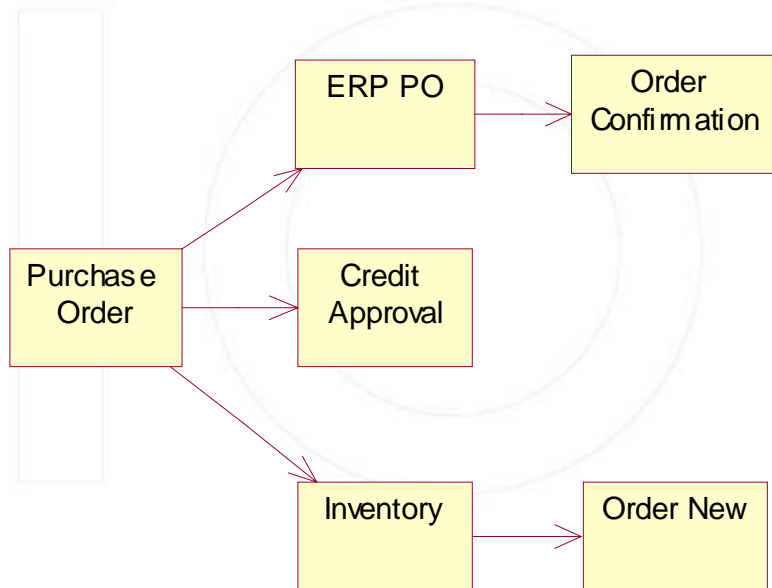 ERP PO
Order
Confirmation
Purchase
Order
Credit
Approval
Inventory
Order New